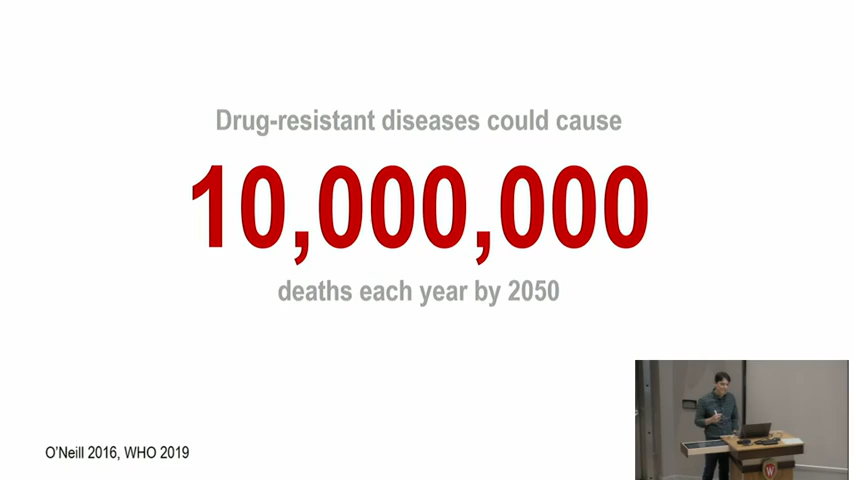 Drug-resistant diseases could cause
10,000,000
deaths each year by 2050
O'Neill 2016, WHO 2019
W